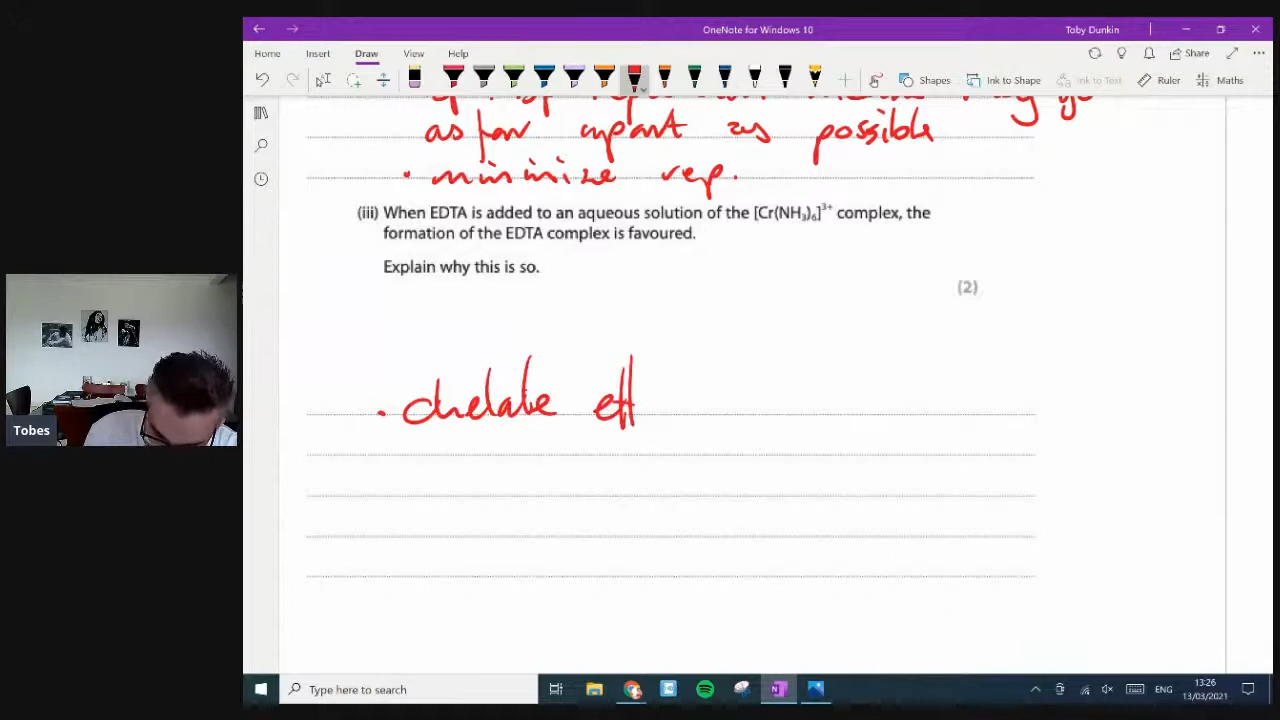 OneNote for Windows 10
Toby Dunkin
Home Insert Draw View Help
Share
Shapes Ink to Shape Ink to Text Ruler Maths
as far apart as possible
• minimize rep.
(iii) When EDTA is added to an aqueous solution of the [Cr(NH₃)₆]³⁺ complex, the
formation of the EDTA complex is favoured.
Explain why this is so.
(2)
• chelate eff
Tobes
Type here to search
ENG
13:26
13/03/2021